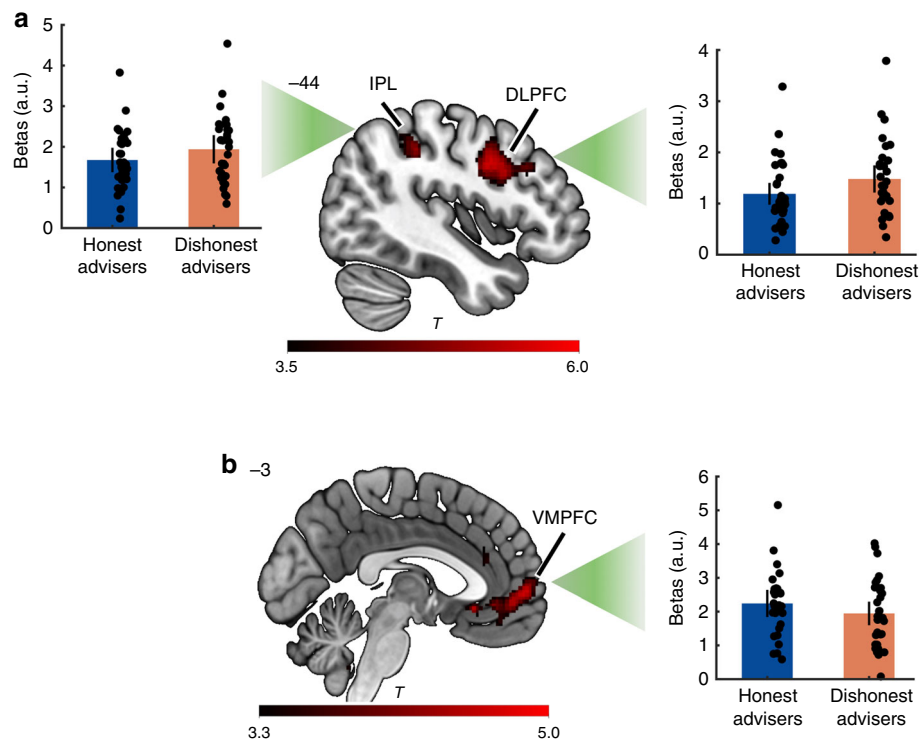 a
5
4
3
2
1
0
Betas (a.u.)
Honest
advisers
Dishonest
advisers
–44
IPL
DLPFC
T
3.5
6.0
4
3
2
1
0
Betas (a.u.)
Honest
advisers
Dishonest
advisers
b
–3
VMPFC
T
3.3
5.0
6
5
4
3
2
1
0
Betas (a.u.)
Honest
advisers
Dishonest
advisers